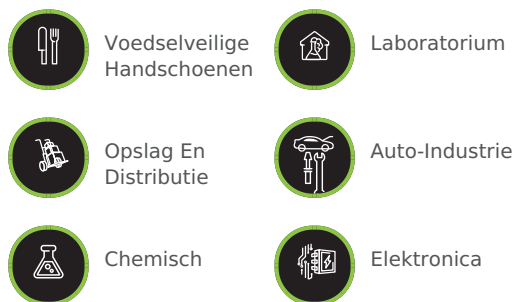 Voedselveilige
Handschoenen
Laboratorium
Opslag En
Distributie
Auto-Industrie
Chemisch
Elektronica